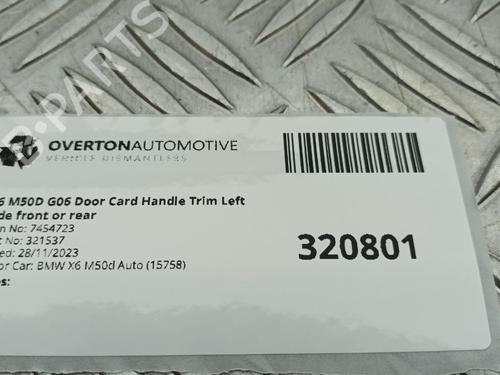 OVERTONAUTOMOTIVE
VEHICLE DISMANTLERS
6 M50D G06 Door Card Handle Trim Left
de front or rear
n No: 7454723
t No: 321537
ed: 28/11/2023
or Car: BMW X6 M50d Auto (15758)
es:
320801
PARTS